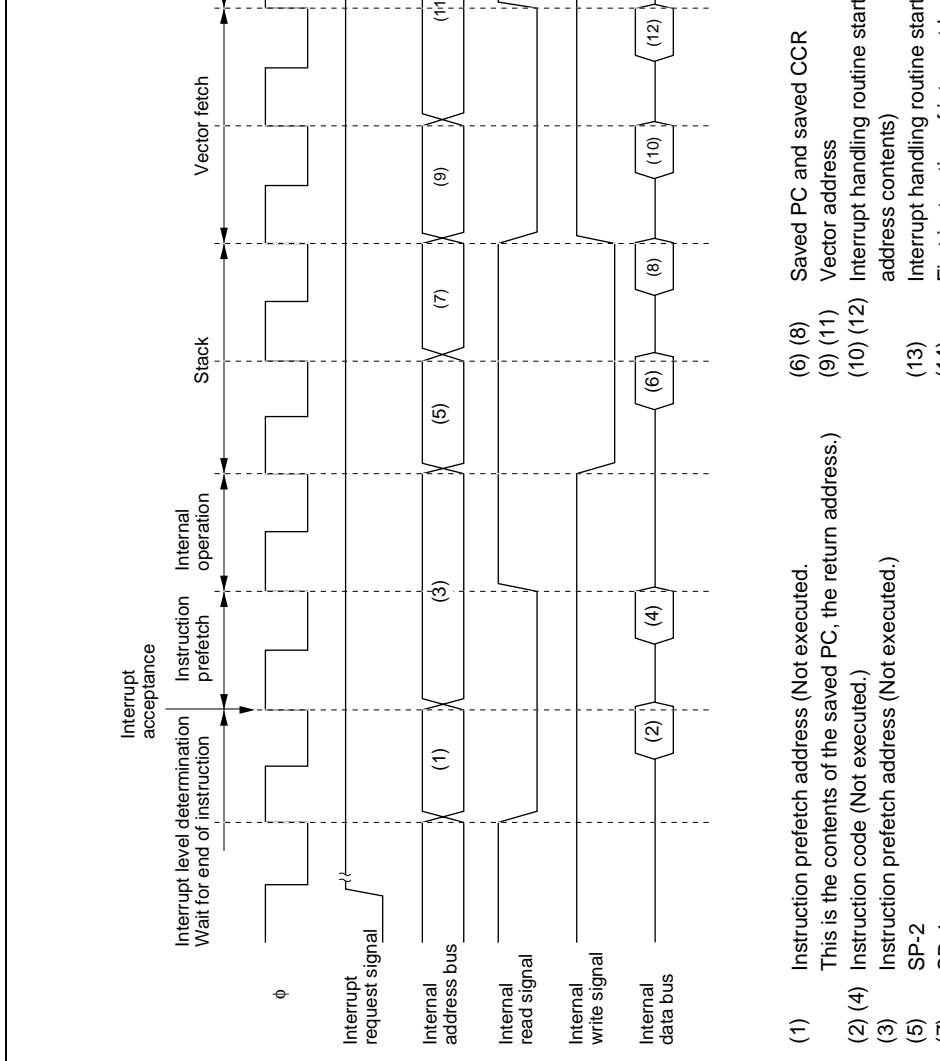 Interrupt
acceptance
Interrupt level determination
Wait for end of instruction
Instruction
prefetch
Internal
operation
Stack
Vector fetch
φ
Interrupt
request signal
Internal
address bus
(1)
(3)
(5)
(7)
(9)
(11
Internal
read signal
Internal
write signal
Internal
data bus
(2)
(4)
(6)
(8)
(10)
(12)
(1) Instruction prefetch address (Not executed.
This is the contents of the saved PC, the return address.)
(2) (4) Instruction code (Not executed.)
(3) Instruction prefetch address (Not executed.)
(5) SP-2
(6) (8) Saved PC and saved CCR
(9) (11) Vector address
(10) (12) Interrupt handling routine start
address contents)
(13) Interrupt handling routine start